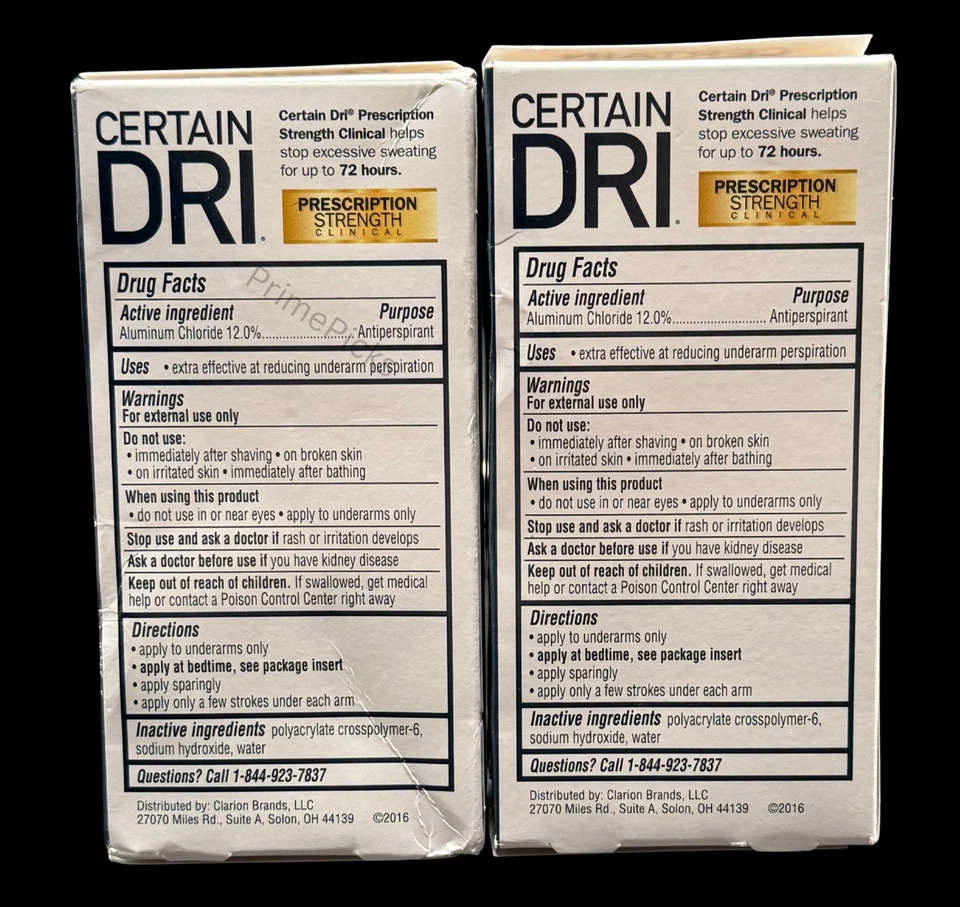 CERTAIN
DRI.
Certain Dri® Prescription
Strength Clinical helps
stop excessive sweating
for up to 72 hours.
PRESCRIPTION
STRENGTH
CLINICAL
Drug Facts
Active ingredient Purpose
Aluminum Chloride 12.0%............................Antiperspirant
Uses • extra effective at reducing underarm perspiration
Warnings
For external use only
Do not use:
• immediately after shaving • on broken skin
• on irritated skin • immediately after bathing
When using this product
• do not use in or near eyes • apply to underarms only
Stop use and ask a doctor if rash or irritation develops
Ask a doctor before use if you have kidney disease
Keep out of reach of children. If swallowed, get medical
help or contact a Poison Control Center right away
Directions
• apply to underarms only
• apply at bedtime, see package insert
• apply sparingly
• apply only a few strokes under each arm
Inactive ingredients polyacrylate crosspolymer-6,
sodium hydroxide, water
Questions? Call 1-844-923-7837
Distributed by: Clarion Brands, LLC
27070 Miles Rd., Suite A, Solon, OH 44139 ©2016
PrimePicks
CERTAIN
CERTAIN
DRI.
Certain Dri® Prescription
Strength Clinical helps
stop excessive sweating
for up to 72 hours.
PRESCRIPTION
STRENGTH
CLINICAL
Drug Facts
Active ingredient Purpose
Aluminum Chloride 12.0%............................Antiperspirant
Uses • extra effective at reducing underarm perspiration
Warnings
For external use only
Do not use:
• immediately after shaving • on broken skin
• on irritated skin • immediately after bathing
When using this product
• do not use in or near eyes • apply to underarms only
Stop use and ask a doctor if rash or irritation develops
Ask a doctor before use if you have kidney disease
Keep out of reach of children. If swallowed, get medical
help or contact a Poison Control Center right away
Directions
• apply to underarms only
• apply at bedtime, see package insert
• apply sparingly
• apply only a few strokes under each arm
Inactive ingredients polyacrylate crosspolymer-6,
sodium hydroxide, water
Questions? Call 1-844-923-7837
Distributed by: Clarion Brands, LLC
27070 Miles Rd., Suite A, Solon, OH 44139 ©2016